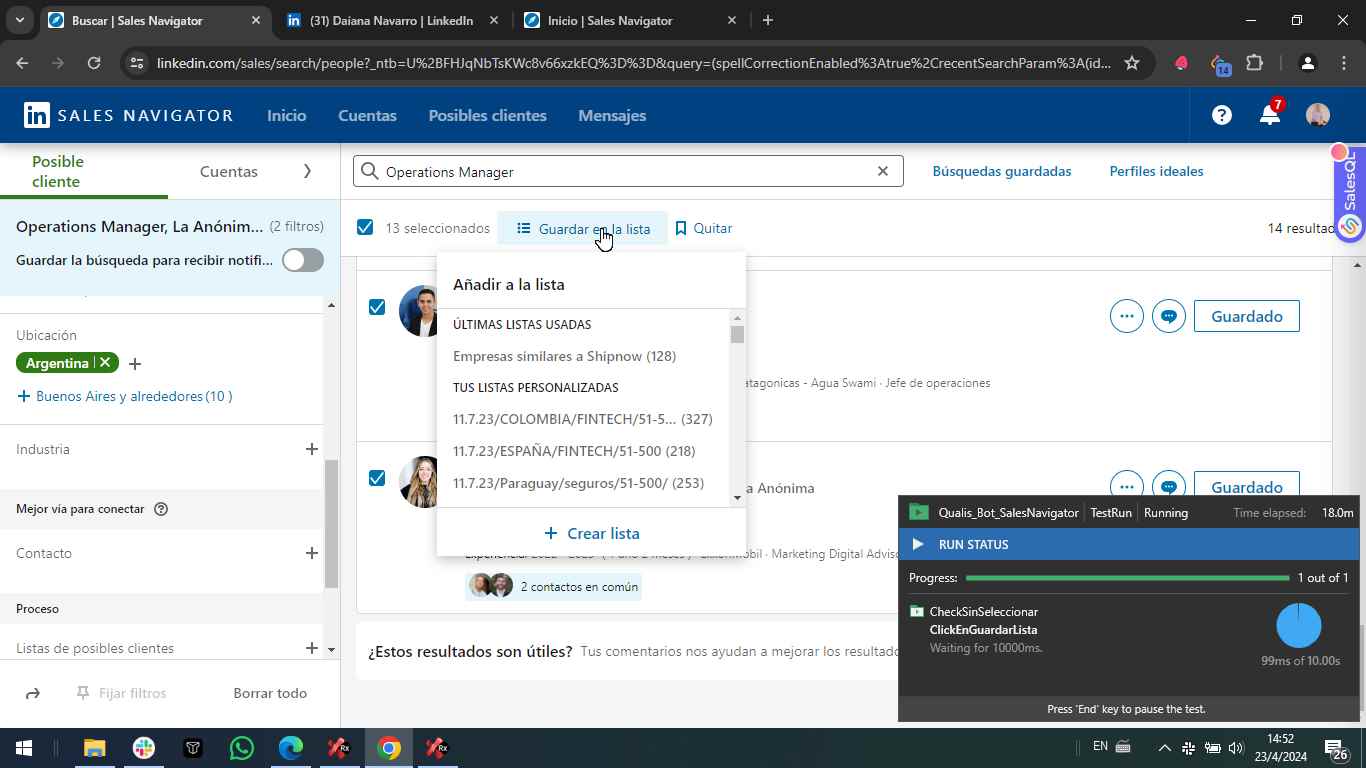 Buscar | Sales Navigator
(31) Daiana Navarro | LinkedIn
Inicio | Sales Navigator
linkedin.com/sales/search/people?_ntb=U%2BFHJqNbTsKWc8v66xzkEQ%3D%3D&query=(spellCorrectionEnabled%3Atrue%2CrecentSearchParam%3A(id...
14
in SALES NAVIGATOR
Inicio
Cuentas
Posibles clientes
Mensajes
7
Posible cliente
Cuentas
Operations Manager
Búsquedas guardadas
Perfiles ideales
SalesQL
Operations Manager, La Anónim... (2 filtros)
Guardar la búsqueda para recibir notifi...
13 seleccionados
Guardar en la lista
Quitar
14 resultad
Ubicación
Argentina
Buenos Aires y alrededores (10 )
Industria
Mejor vía para conectar
Contacto
Proceso
Listas de posibles clientes
Fijar filtros
Borrar todo
Añadir a la lista
ÚLTIMAS LISTAS USADAS
Empresas similares a Shipnow (128)
TUS LISTAS PERSONALIZADAS
11.7.23/COLOMBIA/FINTECH/51-5... (327)
11.7.23/ESPAÑA/FINTECH/51-500 (218)
11.7.23/Paraguay/seguros/51-500/ (253)
Crear lista
Guardado
atagonicas - Agua Swami · Jefe de operaciones
a Anónima
Guardado
ExxonMobil · Marketing Digital Adviso
2 contactos en común
¿Estos resultados son útiles? Tus comentarios nos ayudan a mejorar los resultado
Qualis_Bot_SalesNavigator
TestRun
Running
Time elapsed: 18.0m
RUN STATUS
Progress:
1 out of 1
CheckSinSeleccionar
ClickEnGuardarLista
Waiting for 10000ms.
99ms of 10.00s
Press 'End' key to pause the test.
EN
14:52
23/4/2024
26